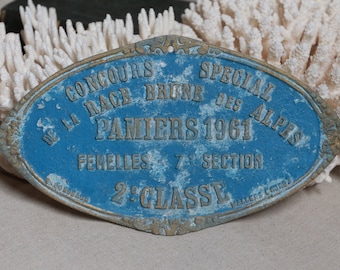 CONCOURS SPECIAL
DE LA RACE BRUNE DES ALPES
PAMIERS 1961
FEMELLES 7e SECTION
2e CLASSE